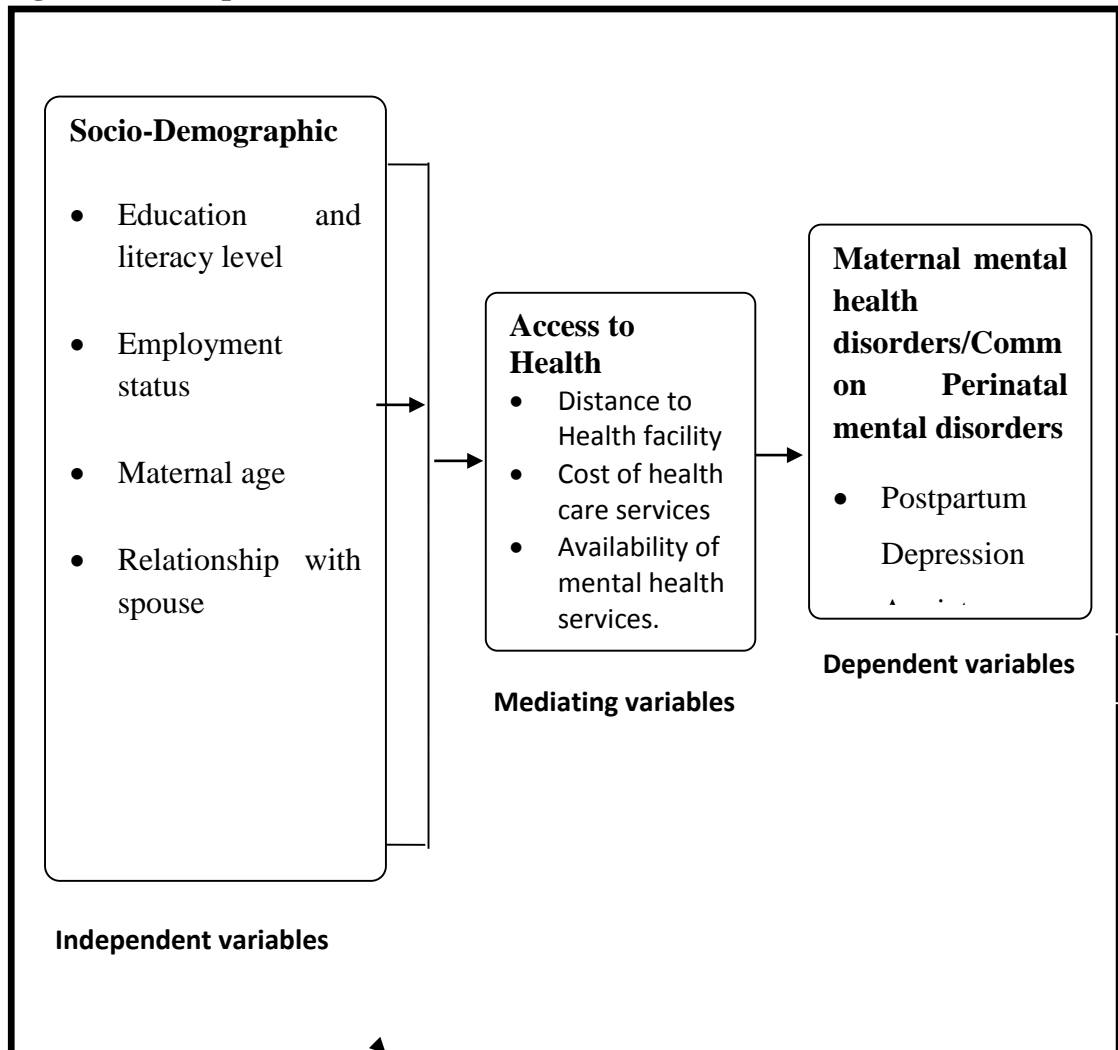 Socio-Demographic
• Education and
literacy level
• Employment
status
• Maternal age
• Relationship with
spouse
Independent variables
Access to
Health
• Distance to
Health facility
• Cost of health
care services
• Availability of
mental health
services.
Mediating variables
Maternal mental
health
disorders/Comm
on Perinatal
mental disorders
• Postpartum
Depression
Dependent variables